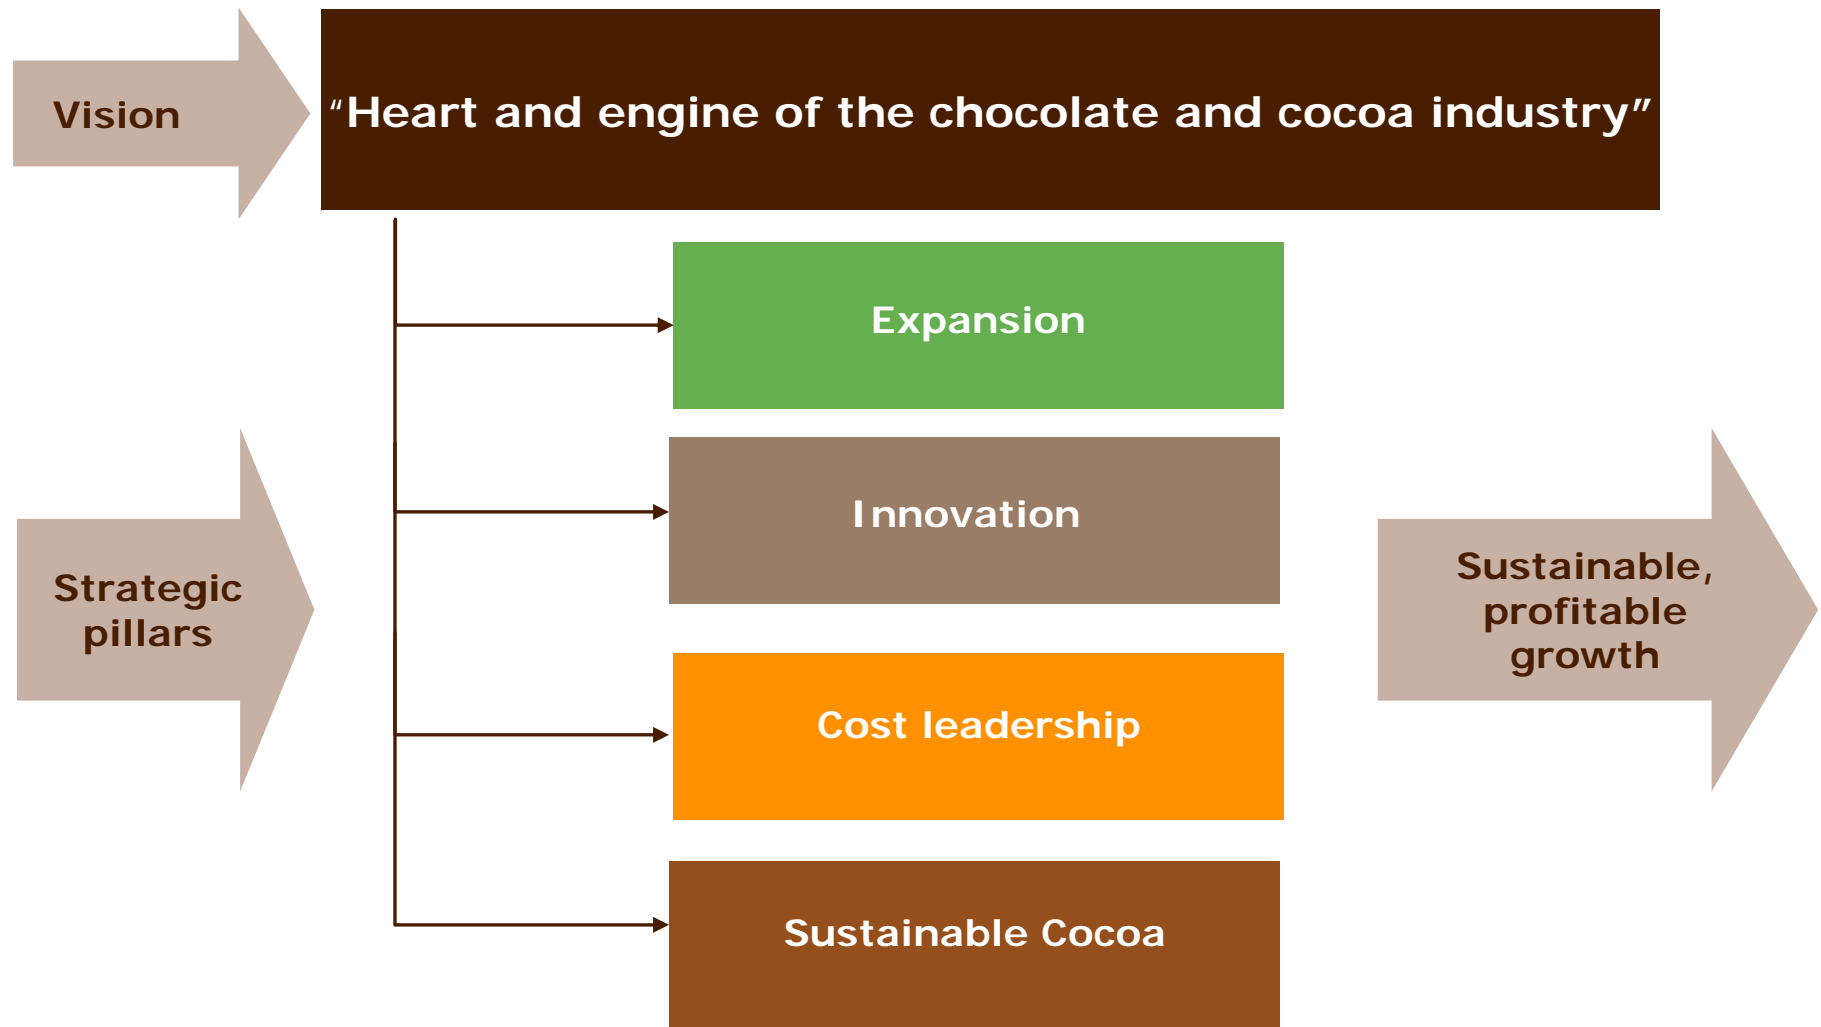 Vision
“Heart and engine of the chocolate and cocoa industry”
Expansion
Innovation
Strategic
pillars
Sustainable,
profitable
growth
Cost leadership
Sustainable Cocoa